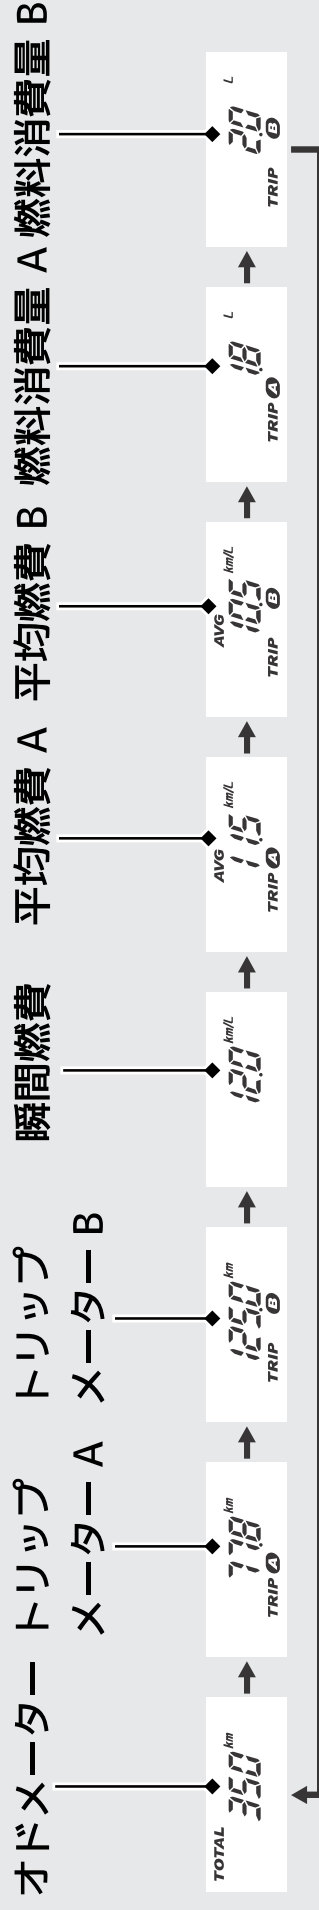 オドメーター
TOTAL
350 km
トリップ
メーター A
77.8 km
TRIP A
トリップ
メーター B
125.0 km
TRIP B
瞬間燃費
12.0 km/L
平均燃費 A
AVG
11.5 km/L
TRIP A
平均燃費 B
AVG
10.5 km/L
TRIP B
燃料消費量 A
1.8 L
TRIP A
燃料消費量 B
2.0 L
TRIP B